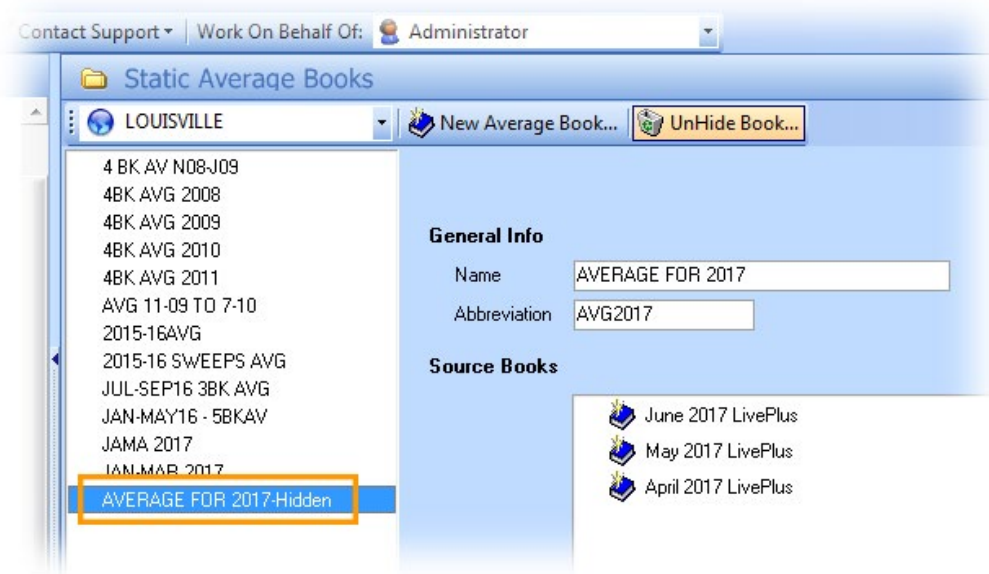 Contact Support Work On Behalf Of: Administrator
Static Average Books
LOUISVILLE New Average Book... UnHide Book...
4 BK AV N08-J09
4BK AVG 2008
4BK AVG 2009
4BK AVG 2010
4BK AVG 2011
AVG 11-09 TO 7-10
2015-16AVG
2015-16 SWEEPS AVG
JUL-SEP16 3BK AVG
JAN-MAY16 - 5BKAV
JAMA 2017
JAN-MAR 2017
AVERAGE FOR 2017-Hidden
General Info
Name AVERAGE FOR 2017
Abbreviation AVG2017
Source Books
June 2017 LivePlus
May 2017 LivePlus
April 2017 LivePlus